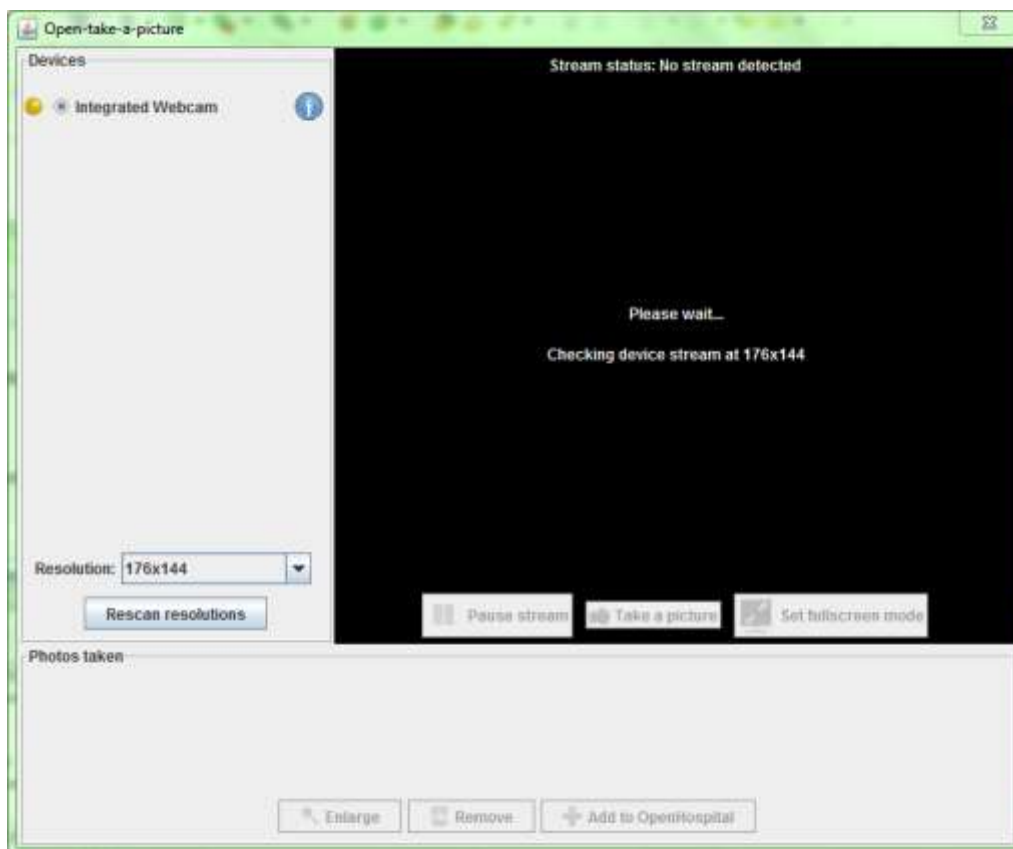 Open-take-a-picture
Devices
Stream status: No stream detected
Integrated Webcam
Please wait...
Checking device stream at 176x144
Resolution: 176x144
Rescan resolutions
Pause stream
Take a picture
Set fullscreen mode
Photos taken
Enlarge
Remove
Add to OpenHospital